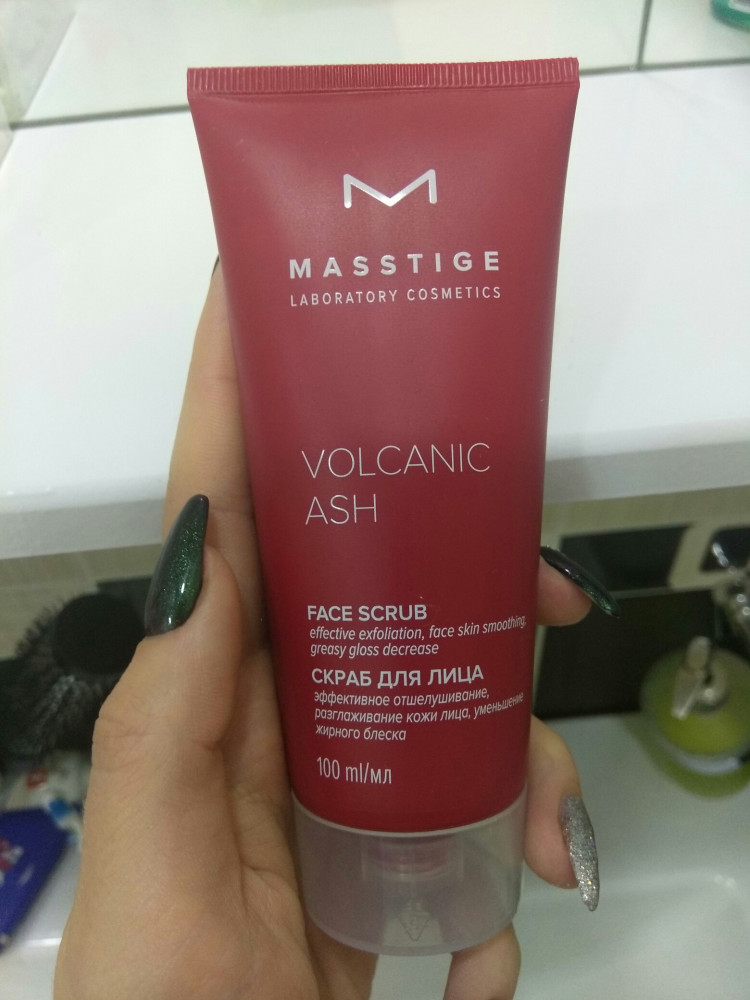 MASSTIGE
LABORATORY COSMETICS
VOLCANIC
ASH
FACE SCRUB
effective exfoliation, face skin smoothing,
greasy gloss decrease
СКРАБ ДЛЯ ЛИЦА
эффективное отшелушивание,
разглаживание кожи лица, уменьшение
жирного блеска
100 ml/мл